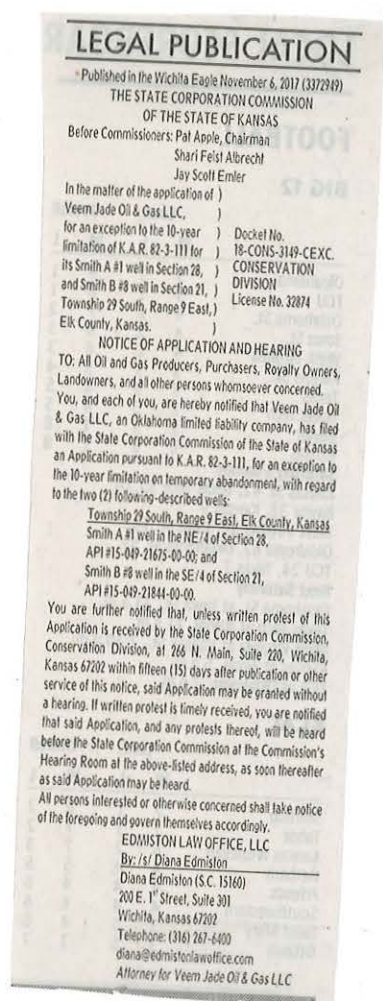 LEGAL PUBLICATION
Published in the Wichita Eagle November 6, 2017 (3372949)
THE STATE CORPORATION COMMISSION
OF THE STATE OF KANSAS
Before Commissioners: Pat Apple, Chairman
Shari Feist Albrecht
Jay Scott Emler
In the matter of the application of )
Veem Jade Oil & Gas LLC, )
for an exception to the 10-year ) Docket No.
limitation of K.A.R. 82-3-111 for ) 18-CONS-3149-CEXC.
its Smith A #1 well in Section 28, ) CONSERVATION
and Smith B #8 well in Section 21, ) DIVISION
Township 29 South, Range 9 East, ) License No. 32874
Elk County, Kansas. )
NOTICE OF APPLICATION AND HEARING
TO: All Oil and Gas Producers, Purchasers, Royalty Owners,
Landowners, and all other persons whomsoever concerned.
You, and each of you, are hereby notified that Veem Jade Oil
& Gas LLC, an Oklahoma limited liability company, has filed
with the State Corporation Commission of the State of Kansas
an Application pursuant to K.A.R. 82-3-111, for an exception to
the 10-year limitation on temporary abandonment, with regard
to the two (2) following-described wells:
Township 29 South, Range 9 East, Elk County, Kansas
Smith A #1 well in the NE/4 of Section 28,
API #15-049-21675-00-00; and
Smith B #8 well in the SE/4 of Section 21,
API #15-049-21844-00-00.
You are further notified that, unless written protest of this
Application is received by the State Corporation Commission,
Conservation Division, at 266 N. Main, Suite 220, Wichita,
Kansas 67202 within fifteen (15) days after publication or other
service of this notice, said Application may be granted without
a hearing. If written protest is timely received, you are notified
that said Application, and any protests thereof, will be heard
before the State Corporation Commission at the Commission's
Hearing Room at the above-listed address, as soon thereafter
as said Application may be heard.
All persons interested or otherwise concerned shall take notice
of the foregoing and govern themselves accordingly.
EDMISTON LAW OFFICE, LLC
By: /s/ Diana Edmiston
Diana Edmiston (S.C. 15160)
200 E. 1st Street, Suite 301
Wichita, Kansas 67202
Telephone: (316) 267-6400
diana@edmistonlawoffice.com
Attorney for Veem Jade Oil & Gas LLC